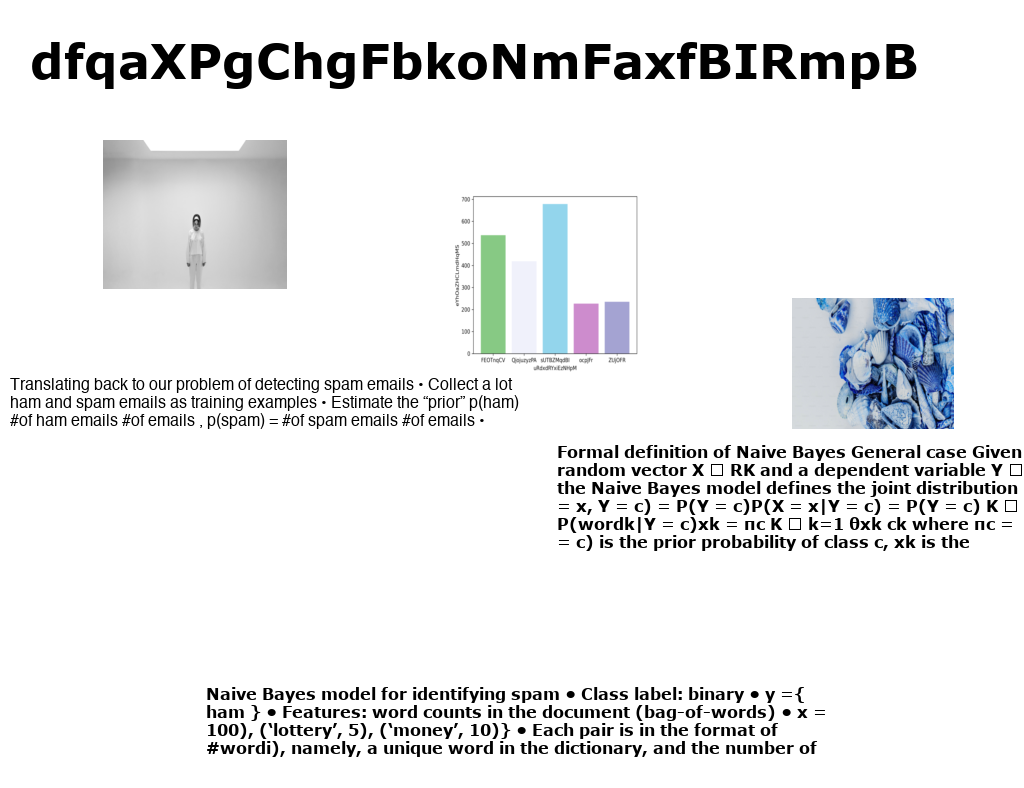 dfqaXPgChgFbkoNmFaxfBIRmpB
700
600
500
400
300
200
100
0
FEOTnqCV QjojuzyzPA sUTBZMqdBl ocpjfr ZUJOFR
Translating back to our problem of detecting spam emails • Collect a lot
ham and spam emails as training examples • Estimate the “prior” p(ham)
#of ham emails #of emails , p(spam) = #of spam emails #of emails •
Formal definition of Naive Bayes General case Given
random vector X □ RK and a dependent variable Y □
the Naive Bayes model defines the joint distribution
= x, Y = c) = P(Y = c)P(X = x|Y = c) = P(Y = c) K □
P(wordk|Y = c)xk = πc K □ k=1 θxk ck where πc =
= c) is the prior probability of class c, xk is the
Naive Bayes model for identifying spam • Class label: binary • y ={
ham } • Features: word counts in the document (bag-of-words) • x =
100), (‘lottery’, 5), (‘money’, 10)} • Each pair is in the format of
#wordi), namely, a unique word in the dictionary, and the number of